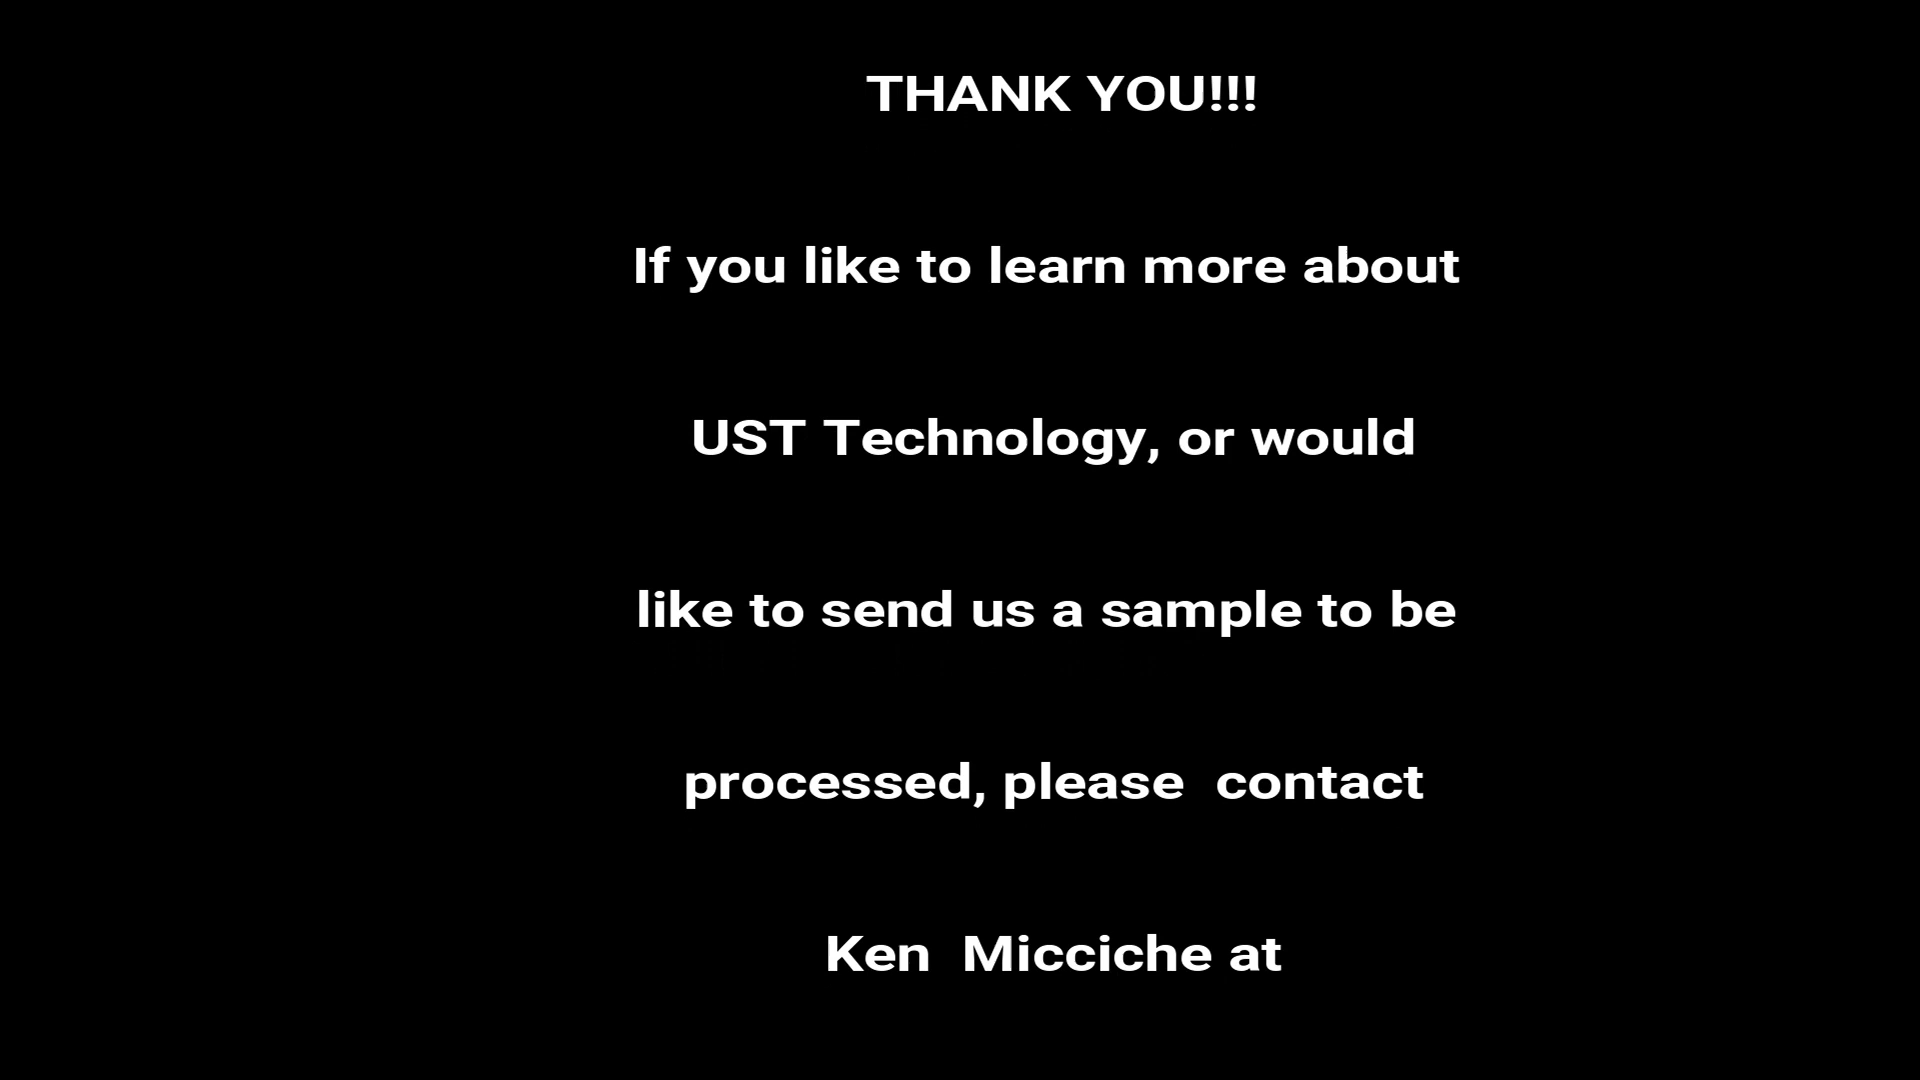 THANK YOU!!!
If you like to learn more about
UST Technology, or would
like to send us a sample to be
processed, please  contact
Ken  Micciche at